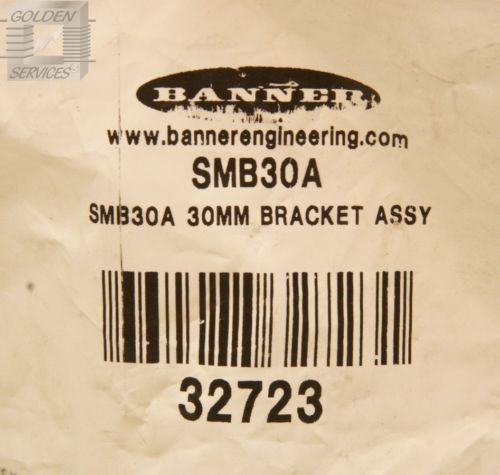 GOLDEN
SERVICES
BANNER
www.bannerengineering.com
SMB30A
SMB30A 30MM BRACKET ASSY
32723